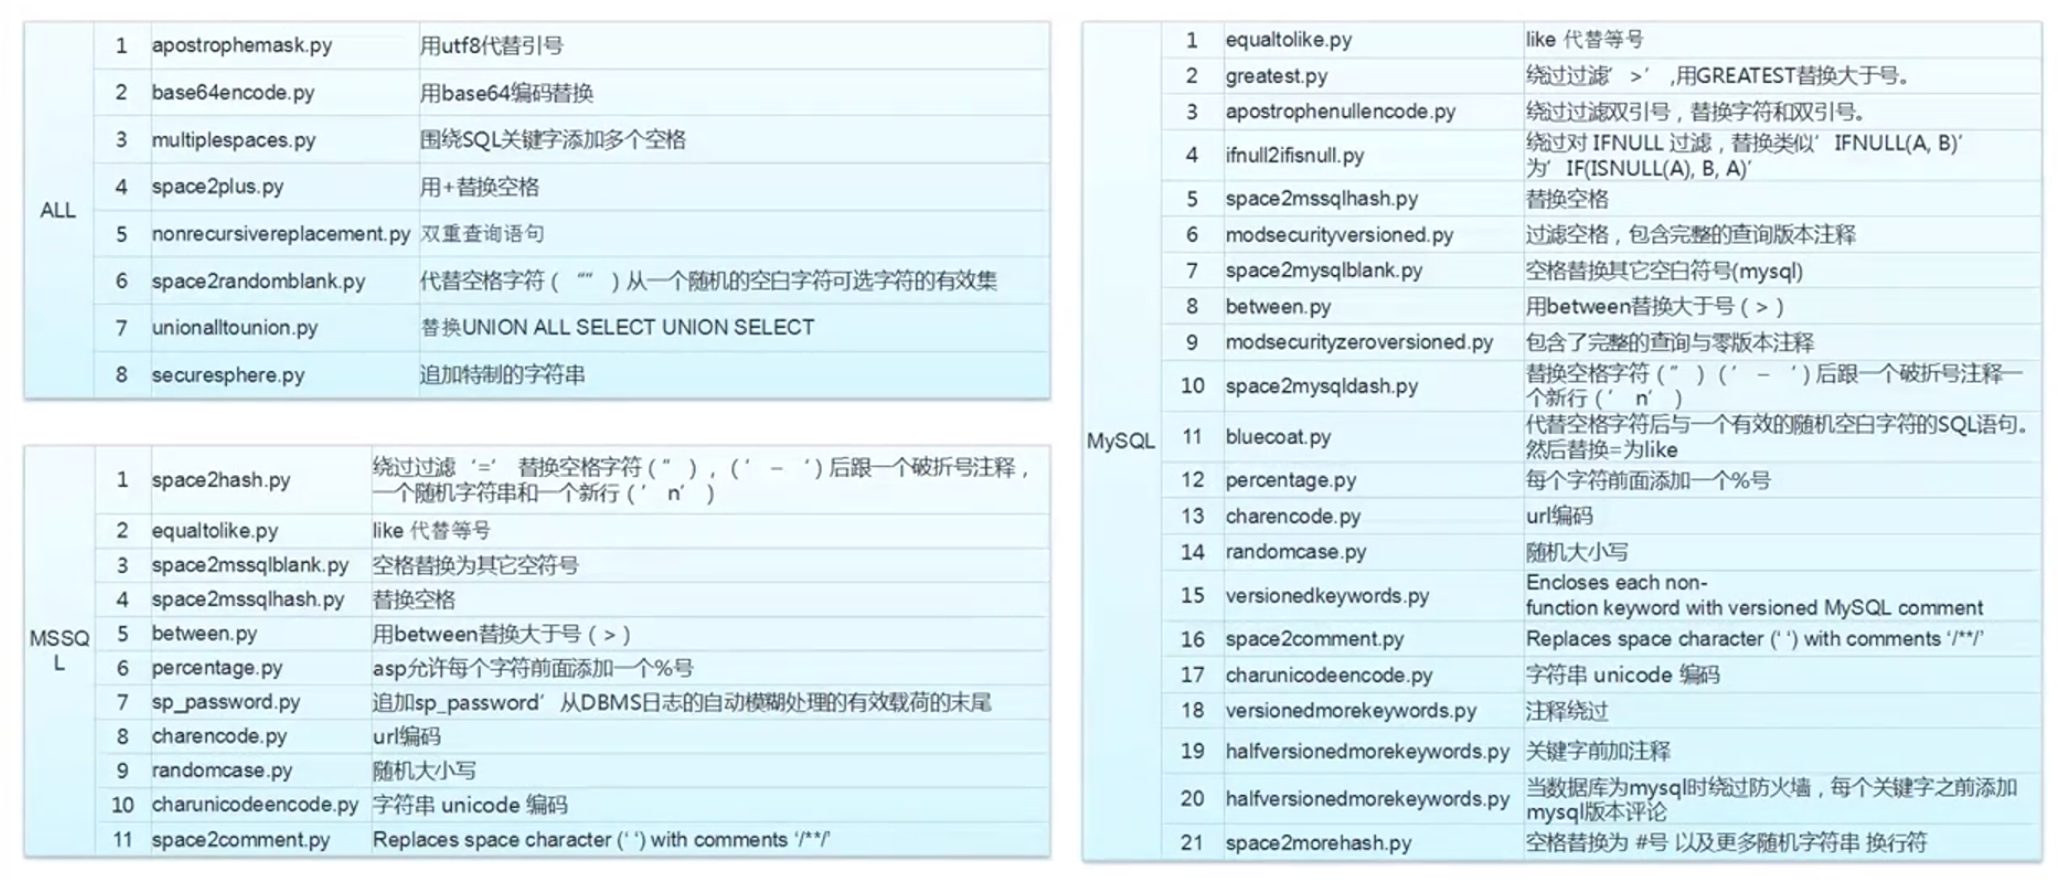 ALL
1 apostrophemask.py 用utf8代替引号
2 base64encode.py 用base64编码替换
3 multiplespaces.py 围绕SQL关键字添加多个空格
4 space2plus.py 用+替换空格
5 nonrecursivereplacement.py 双重查询语句
6 space2randomblank.py 代替空格字符（ “” ）从一个随机的空白字符可选字符的有效集
7 unionalltounion.py 替换UNION ALL SELECT UNION SELECT
8 securesphere.py 追加特制的字符串
MSSQ
L
1 space2hash.py 绕过过滤‘=’ 替换空格字符（” ），（’ － ‘）后跟一个破折号注释，
一个随机字符串和一个新行（’ n’ ）
2 equaltolike.py like 代替等号
3 space2mssqlblank.py 空格替换为其它空符号
4 space2mssqlhash.py 替换空格
5 between.py 用between替换大于号（>）
6 percentage.py asp允许每个字符前面添加一个%号
7 sp_password.py 追加sp_password’ 从DBMS日志的自动模糊处理的有效载荷的末尾
8 charencode.py url编码
9 randomcase.py 随机大小写
10 charunicodeencode.py 字符串 unicode 编码
11 space2comment.py Replaces space character (‘ ‘) with comments ‘/**/’
MySQL
1 equaltolike.py like 代替等号
2 greatest.py 绕过过滤’ >’ ,用GREATEST替换大于号。
3 apostrophenullencode.py 绕过过滤双引号，替换字符和双引号。
4 ifnull2ifisnull.py 绕过对 IFNULL 过滤，替换类似’ IFNULL(A, B)’
为’ IF(ISNULL(A), B, A)’
5 space2mssqlhash.py 替换空格
6 modsecurityversioned.py 过滤空格，包含完整的查询版本注释
7 space2mysqlblank.py 空格替换其它空白符号(mysql)
8 between.py 用between替换大于号（>）
9 modsecurityzeroversioned.py 包含了完整的查询与零版本注释
10 space2mysqldash.py 替换空格字符（” ）（’ － ‘）后跟一个破折号注释一
个新行（’ n’ ）
11 bluecoat.py 代替空格字符后与一个有效的随机空白字符的SQL语句。
然后替换=为like
12 percentage.py 每个字符前面添加一个%号
13 charencode.py url编码
14 randomcase.py 随机大小写
15 versionedkeywords.py Encloses each non-
function keyword with versioned MySQL comment
16 space2comment.py Replaces space character (‘ ‘) with comments ‘/**/’
17 charunicodeencode.py 字符串 unicode 编码
18 versionedmorekeywords.py 注释绕过
19 halfversionedmorekeywords.py 关键字前加注释
20 halfversionedmorekeywords.py 当数据库为mysql时绕过防火墙，每个关键字之前添加
mysql版本评论
21 space2morehash.py 空格替换为 #号 以及更多随机字符串 换行符